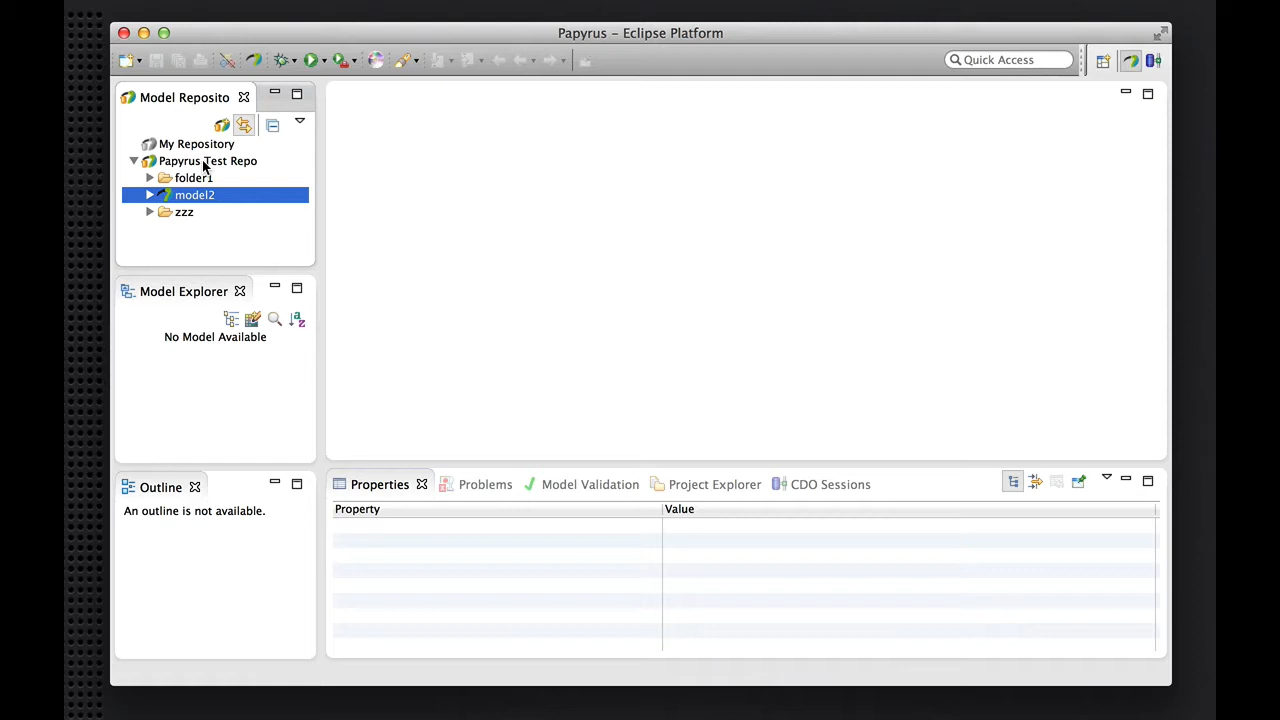 Papyrus – Eclipse Platform
Quick Access
Model Reposito
My Repository
Papyrus Test Repo
folder1
model2
zzz
Model Explorer
No Model Available
Outline
An outline is not available.
Properties Problems Model Validation Project Explorer CDO Sessions
Property Value